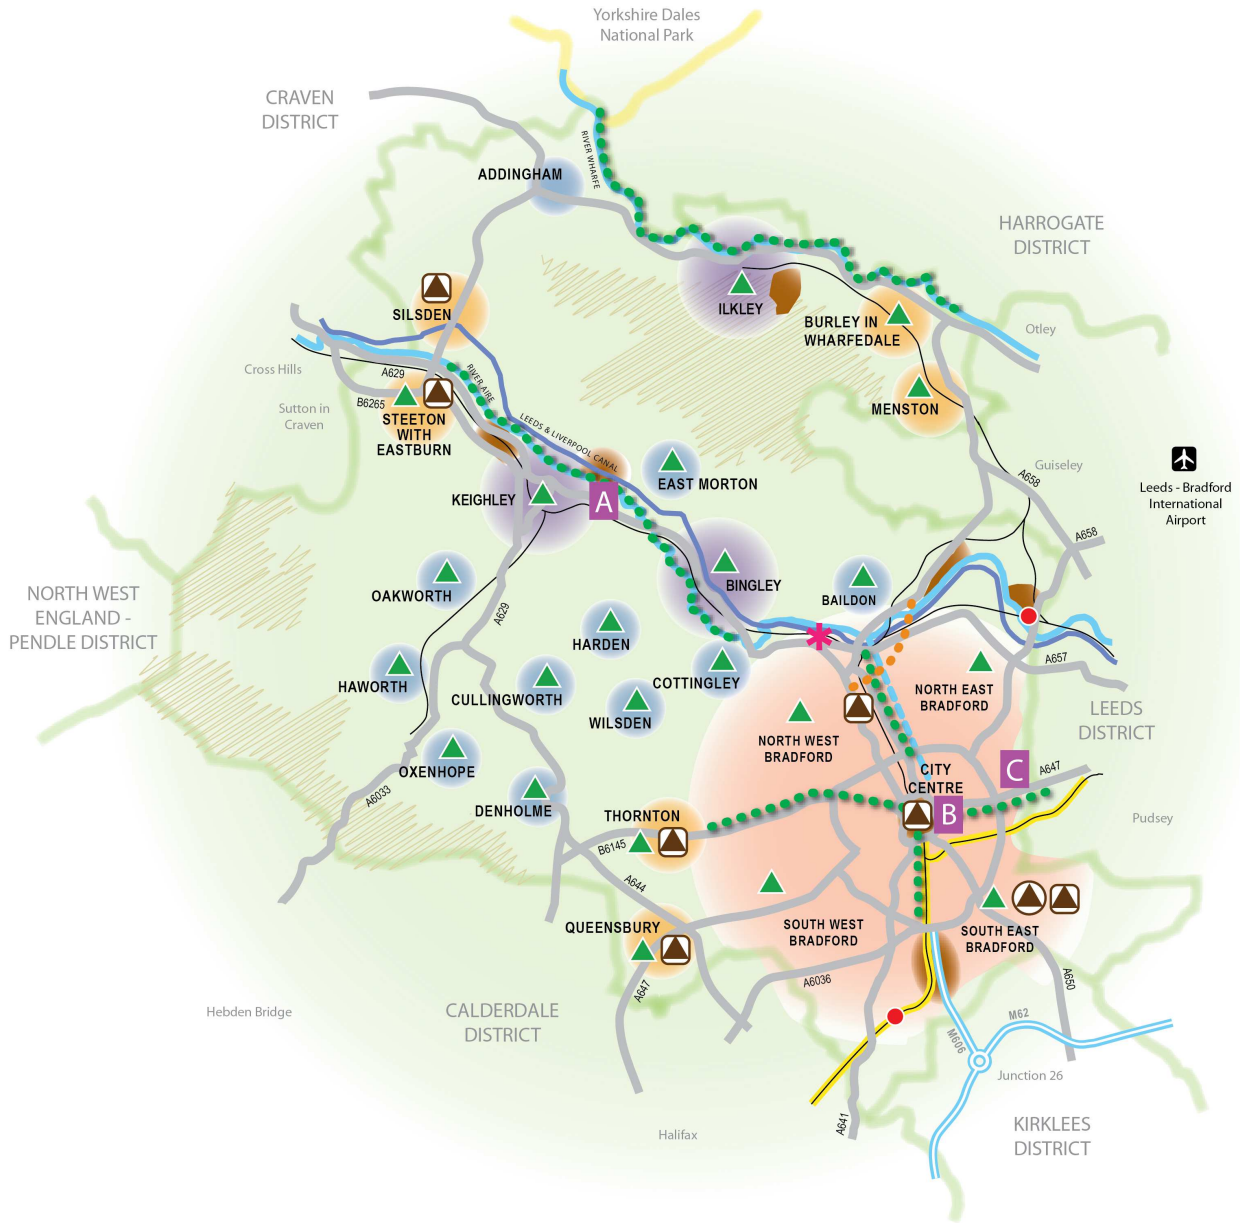 Yorkshire Dales
National Park
CRAVEN
DISTRICT
RIVER WHARFE
ADDINGHAM
HARROGATE
DISTRICT
SILSDEN
ILKLEY
BURLEY IN
WHARFEDALE
Otley
Cross Hills
A629
RIVER AIRE
B6265
Sutton in
Craven
STEETON
WITH
EASTBURN
MENSTON
LEEDS & LIVERPOOL CANAL
Guiseley
A658
Leeds - Bradford
International
Airport
KEIGHLEY
A
EAST MORTON
A658
NORTH WEST
ENGLAND -
PENDLE DISTRICT
OAKWORTH
BINGLEY
BAILDON
A629
HARDEN
HAWORTH
CULLINGWORTH
COTTINGLEY
A657
WILSDEN
NORTH EAST
BRADFORD
LEEDS
DISTRICT
NORTH WEST
BRADFORD
OXENHOPE
CITY
CENTRE
C
A647
A6033
DENHOLME
THORNTON
B
Pudsey
B6145
A644
QUEENSBURY
SOUTH WEST
BRADFORD
SOUTH EAST
BRADFORD
A647
A6036
A650
Hebden Bridge
CALDERDALE
DISTRICT
M606
M62
Junction 26
A641
Halifax
KIRKLEES
DISTRICT